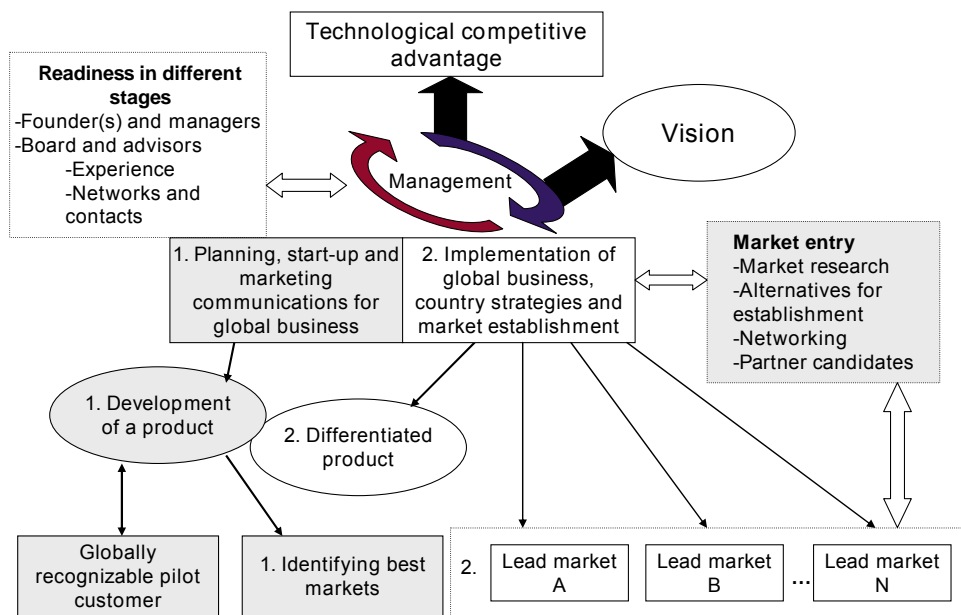 Technological competitive
advantage
Readiness in different
stages
-Founder(s) and managers
-Board and advisors
-Experience
-Networks and
contacts
Vision
Management
1. Planning, start-up and
marketing
communications for
global business
2. Implementation of
global business,
country strategies and
market establishment
Market entry
-Market research
-Alternatives for
establishment
-Networking
-Partner candidates
1. Development
of a product
2. Differentiated
product
Globally
recognizable pilot
customer
1. Identifying best
markets
2.
Lead market
A
Lead market
B
...
Lead market
N